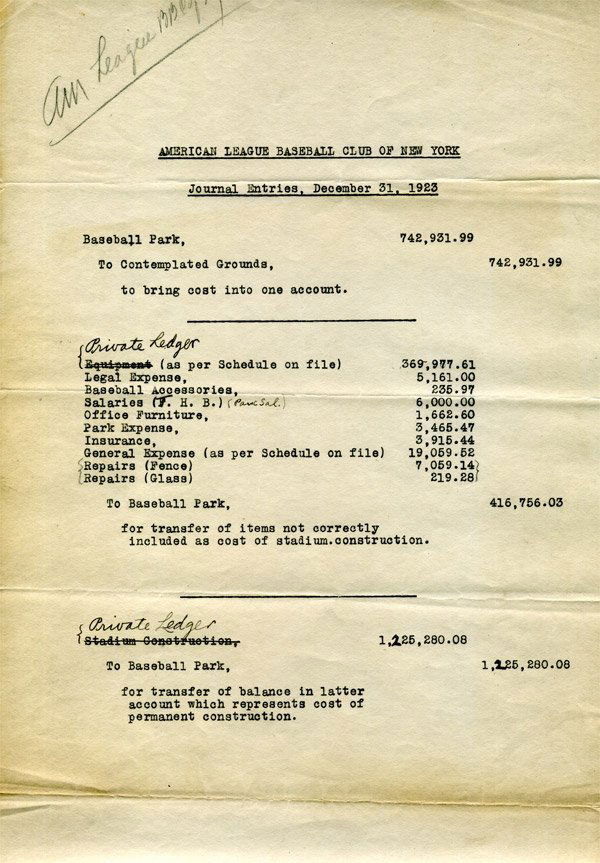 Am League BB
AMERICAN LEAGUE BASEBALL CLUB OF NEW YORK
Journal Entries, December 31, 1923
Baseball Park, 742,931.99
To Contemplated Grounds, 742,931.99
to bring cost into one account.
Private Ledger
Equipment (as per Schedule on file) 369,977.61
Legal Expense, 5,161.00
Baseball Accessories, 235.97
Salaries (F. H. B.) (Park Sal.) 6,000.00
Office Furniture, 1,662.60
Park Expense, 3,465.47
Insurance, 3,915.44
General Expense (as per Schedule on file) 19,059.52
Repairs (Fence) 7,059.14
Repairs (Glass) 219.28
To Baseball Park, 416,756.03
for transfer of items not correctly
included as cost of stadium.construction.
Private Ledger
Stadium Construction, 1,225,280.08
To Baseball Park, 1,225,280.08
for transfer of balance in latter
account which represents cost of
permanent construction.